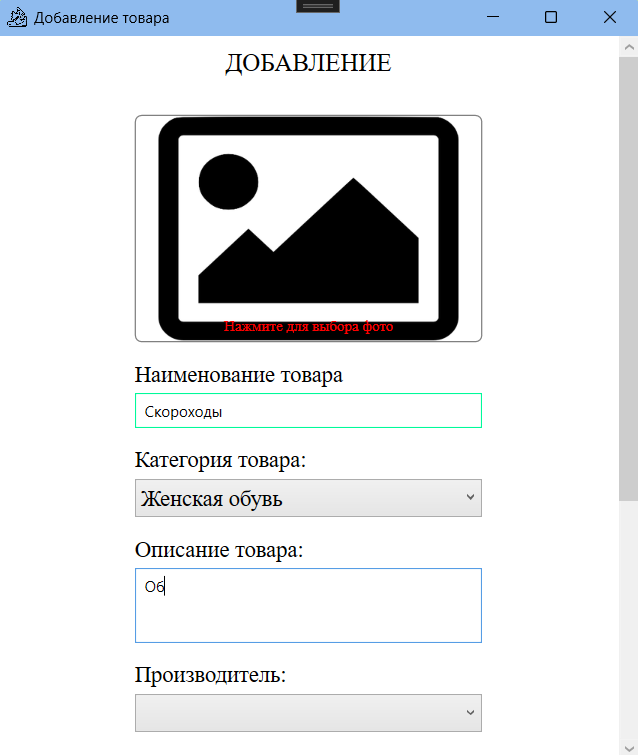 Добавление товара
ДОБАВЛЕНИЕ
Нажмите для выбора фото
Наименование товара
Скороходы
Категория товара:
Женская обувь
Описание товара:
Об
Производитель: